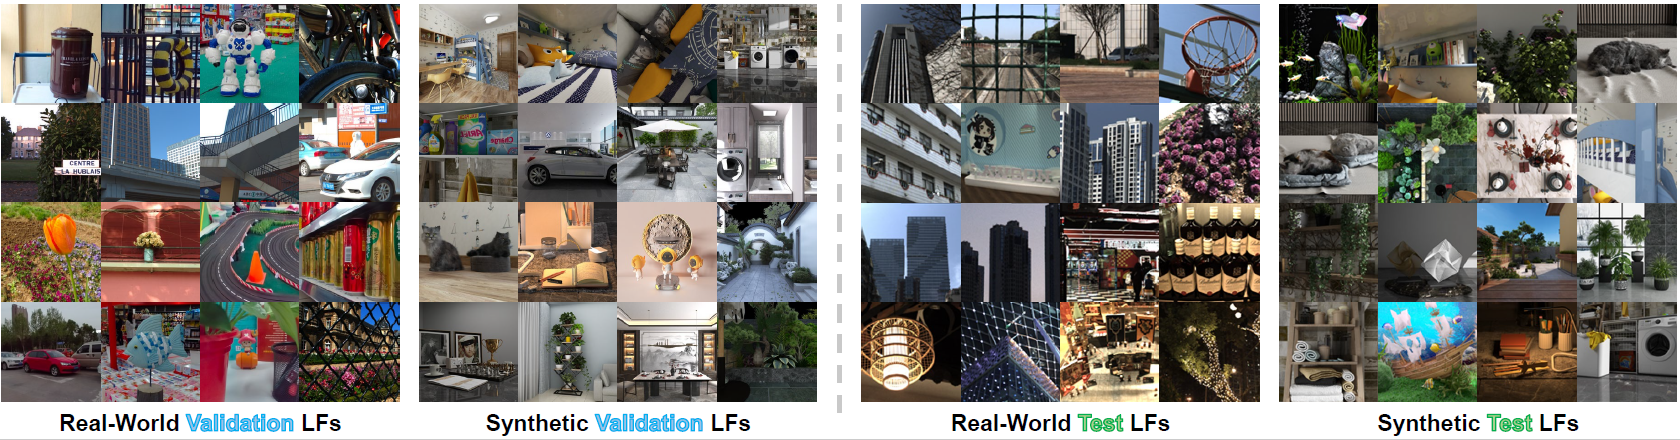 CENTRE
LA HUBLAIS
Real-World Validation LFs
Synthetic Validation LFs
Real-World Test LFs
Synthetic Test LFs